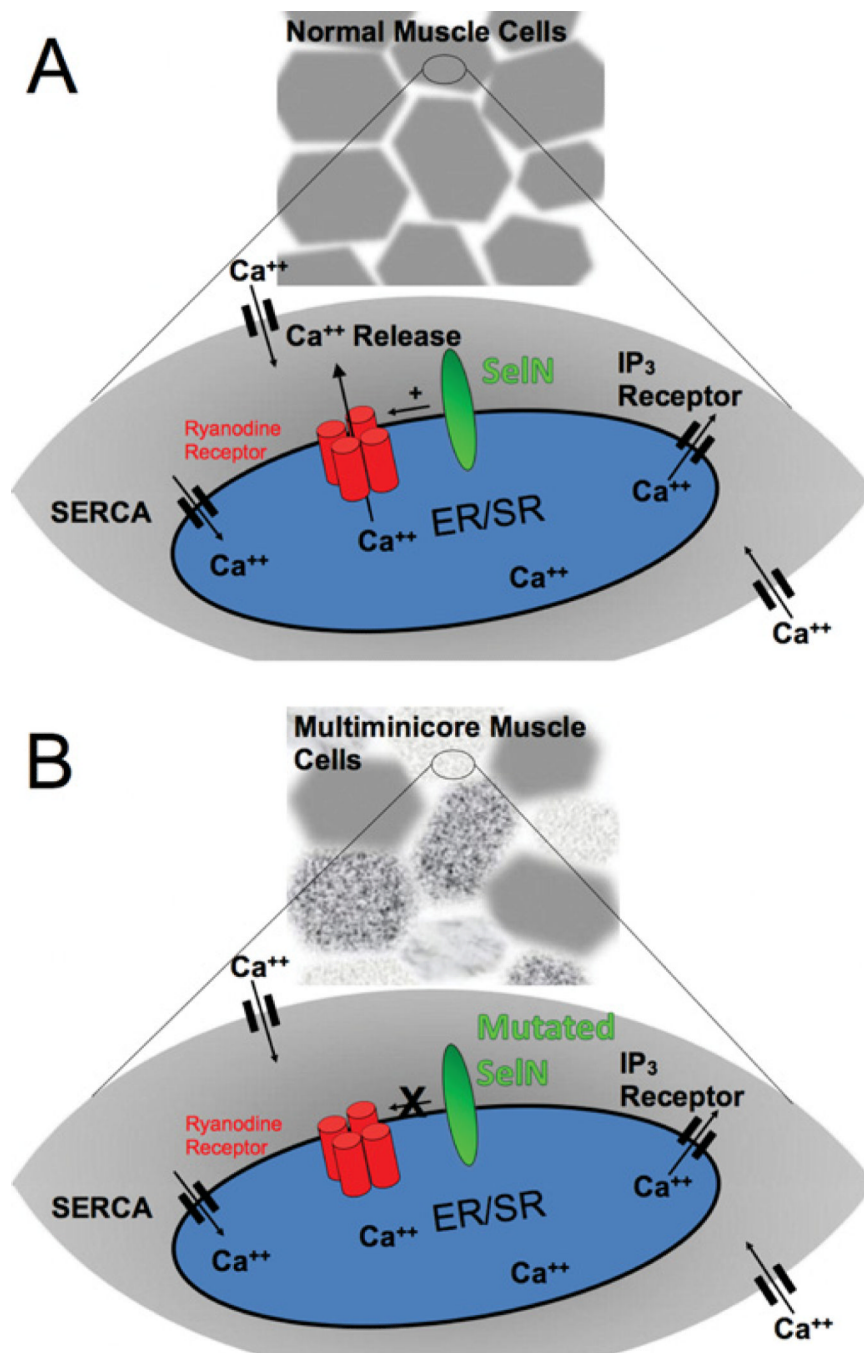 A
Normal Muscle Cells
Ca⁺⁺
Ca⁺⁺ Release
SelN
+
IP₃
Receptor
Ryanodine
Receptor
SERCA
Ca⁺⁺
Ca⁺⁺
ER/SR
Ca⁺⁺
Ca⁺⁺
Ca⁺⁺
B
Multiminicore Muscle
Cells
Ca⁺⁺
Mutated
SelN
X
IP₃
Receptor
Ryanodine
Receptor
SERCA
Ca⁺⁺
Ca⁺⁺
ER/SR
Ca⁺⁺
Ca⁺⁺
Ca⁺⁺